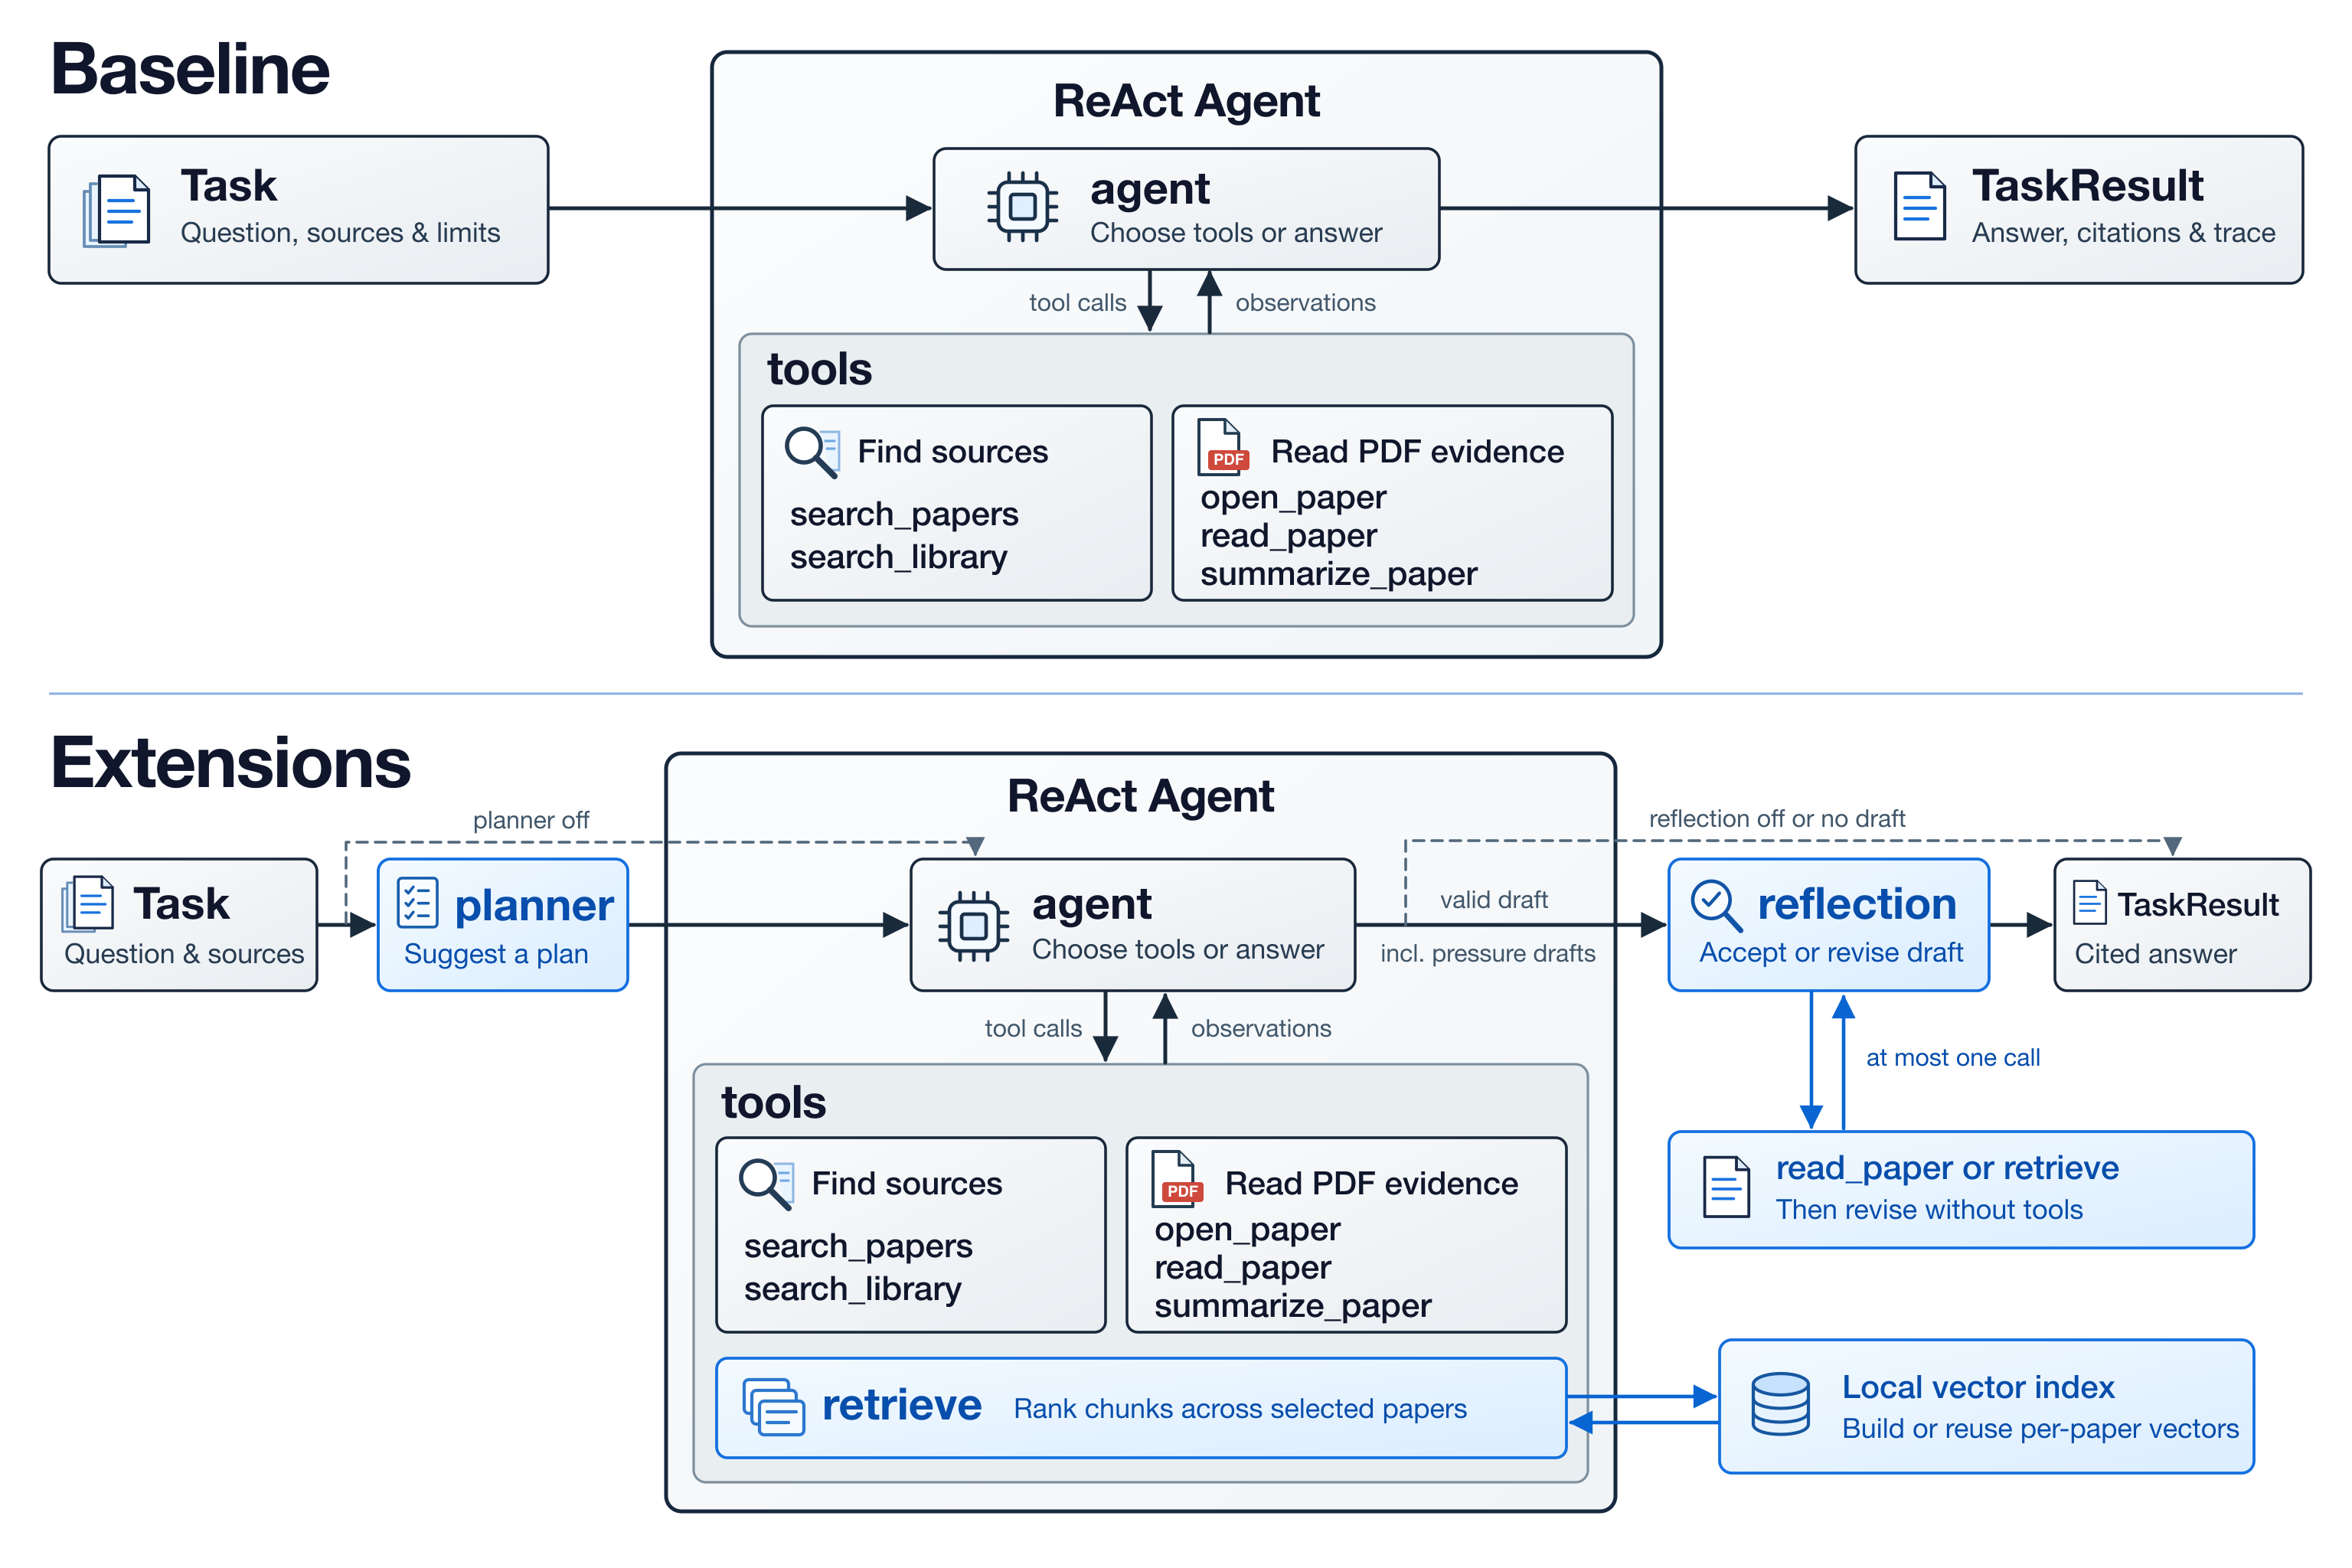 Baseline
ReAct Agent
Task
Question, sources & limits
agent
Choose tools or answer
TaskResult
Answer, citations & trace
tool calls
observations
tools
Find sources
search_papers
search_library
PDF
Read PDF evidence
open_paper
read_paper
summarize_paper
Extensions
ReAct Agent
planner off
reflection off or no draft
Task
Question & sources
planner
Suggest a plan
agent
Choose tools or answer
valid draft
incl. pressure drafts
reflection
Accept or revise draft
TaskResult
Cited answer
tool calls
observations
at most one call
tools
Find sources
search_papers
search_library
PDF
Read PDF evidence
open_paper
read_paper
summarize_paper
read_paper or retrieve
Then revise without tools
retrieve
Rank chunks across selected papers
Local vector index
Build or reuse per-paper vectors